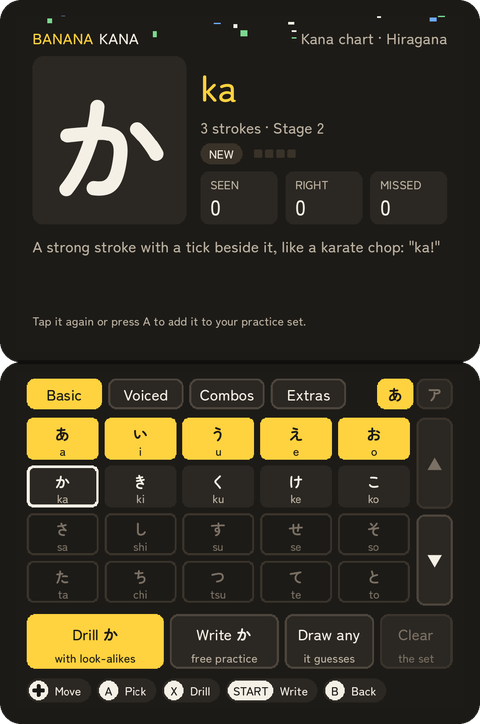 BANANA KANA
Kana chart · Hiragana
か
ka
3 strokes · Stage 2
NEW
SEEN RIGHT MISSED
0 0 0
A strong stroke with a tick beside it, like a karate chop: "ka!"
Tap it again or press A to add it to your practice set.
Basic Voiced Combos Extras あ ア
あ い う え お
a i u e o
か き く け こ
ka ki ku ke ko
さ し す せ そ
sa shi su se so
た ち つ て と
ta chi tsu te to
Drill か Write か Draw any Clear
with look-alikes free practice it guesses the set
Move A Pick X Drill START Write B Back